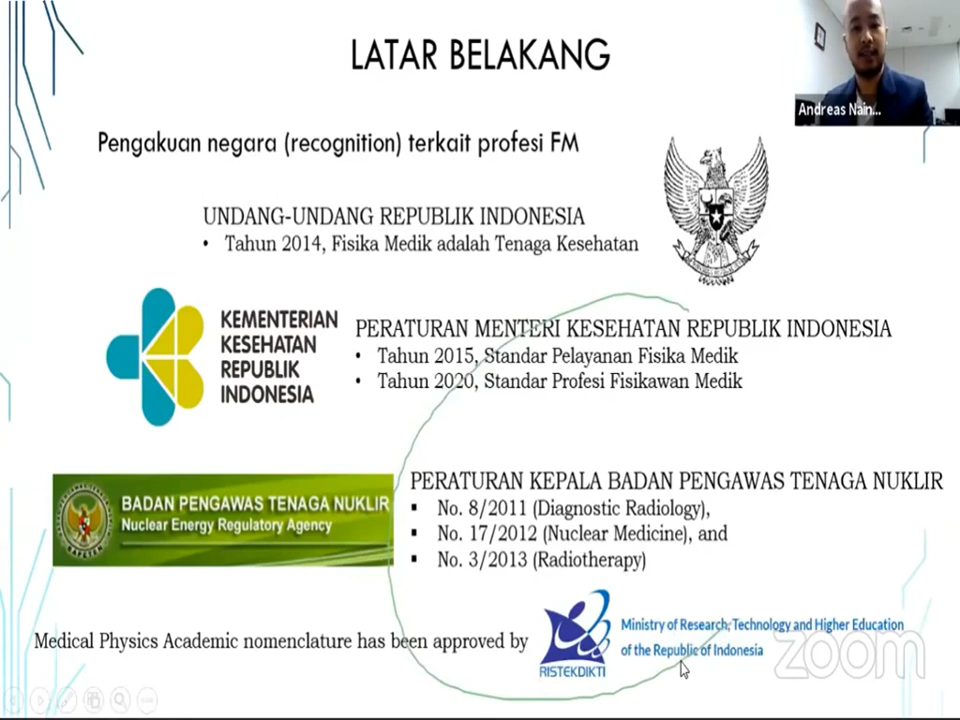 LATAR BELAKANG
Andreas Nain...
Pengakuan negara (recognition) terkait profesi FM
UNDANG-UNDANG REPUBLIK INDONESIA
• Tahun 2014, Fisika Medik adalah Tenaga Kesehatan
KEMENTERIAN
KESEHATAN
REPUBLIK
INDONESIA
PERATURAN MENTERI KESEHATAN REPUBLIK INDONESIA
• Tahun 2015, Standar Pelayanan Fisika Medik
• Tahun 2020, Standar Profesi Fisikawan Medik
BADAN PENGAWAS TENAGA NUKLIR
Nuclear Energy Regulatory Agency
BAPETEN
PERATURAN KEPALA BADAN PENGAWAS TENAGA NUKLIR
▪ No. 8/2011 (Diagnostic Radiology),
▪ No. 17/2012 (Nuclear Medicine), and
▪ No. 3/2013 (Radiotherapy)
Medical Physics Academic nomenclature has been approved by
RISTEKDIKTI
Ministry of Research, Technology and Higher Education
of the Republic of Indonesia
zoom